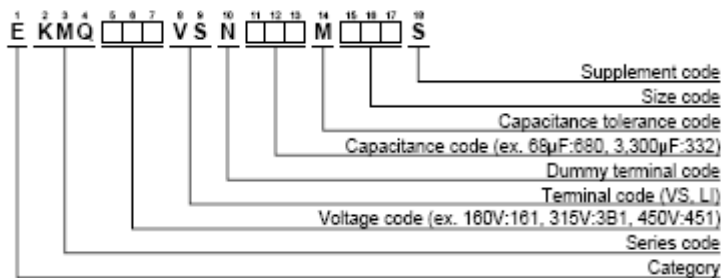 1 2 3 4 5 6 7 8 9 10 11 12 13 14 15 16 17 18
E KMQ □□□ VS N □□□ M □□□ S
Supplement code
Size code
Capacitance tolerance code
Capacitance code (ex. 68μF:680, 3,300μF:332)
Dummy terminal code
Terminal code (VS, LI)
Voltage code (ex. 160V:161, 315V:3B1, 450V:451)
Series code
Category